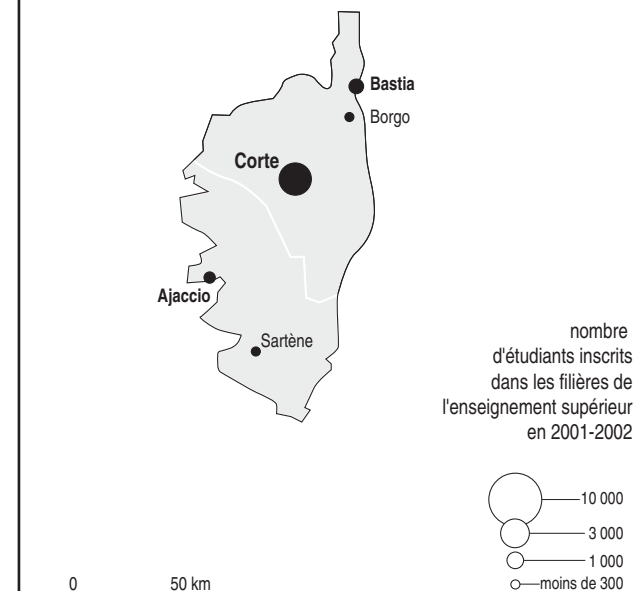 Bastia
Borgo
Corte
Ajaccio
Sartène
nombre
d'étudiants inscrits
dans les filières de
l'enseignement supérieur
en 2001-2002
10 000
3 000
1 000
moins de 300
0 50 km